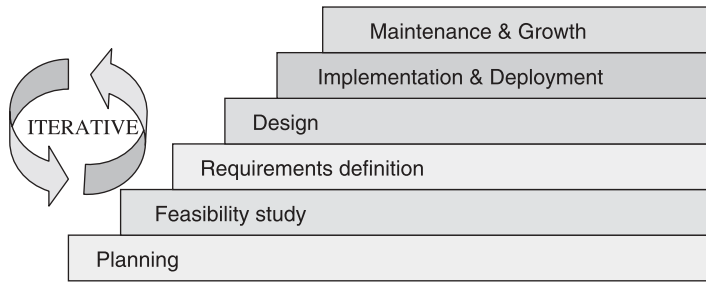 Maintenance & Growth
Implementation & Deployment
Design
ITERATIVE
Requirements definition
Feasibility study
Planning